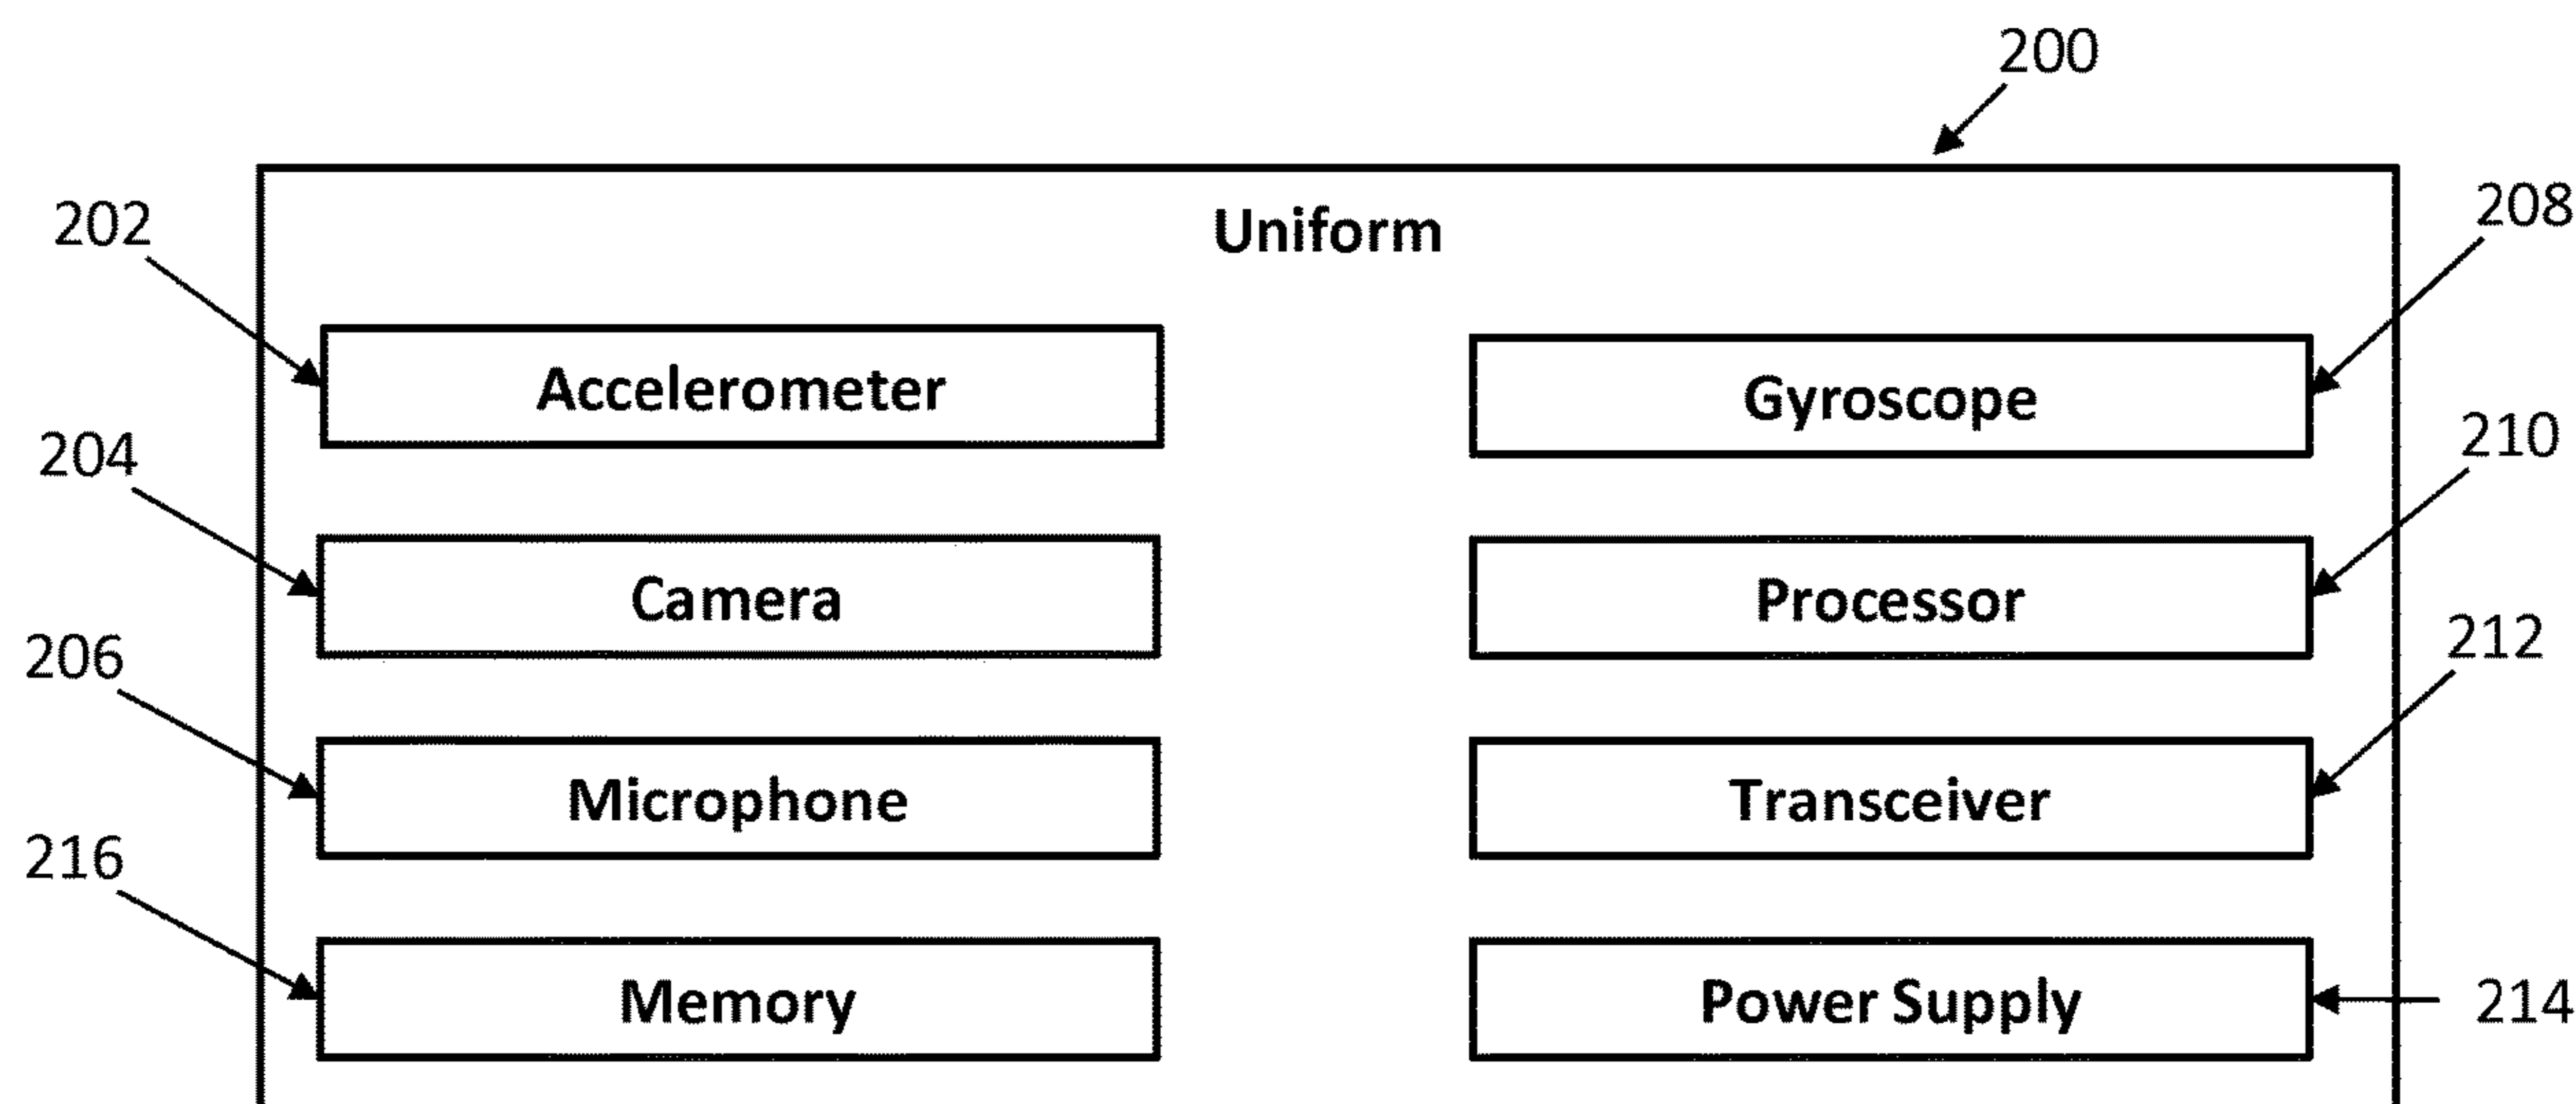 200
Uniform
202
208
Accelerometer
Gyroscope
204
210
Camera
Processor
206
212
Microphone
Transceiver
216
Memory
Power Supply
214